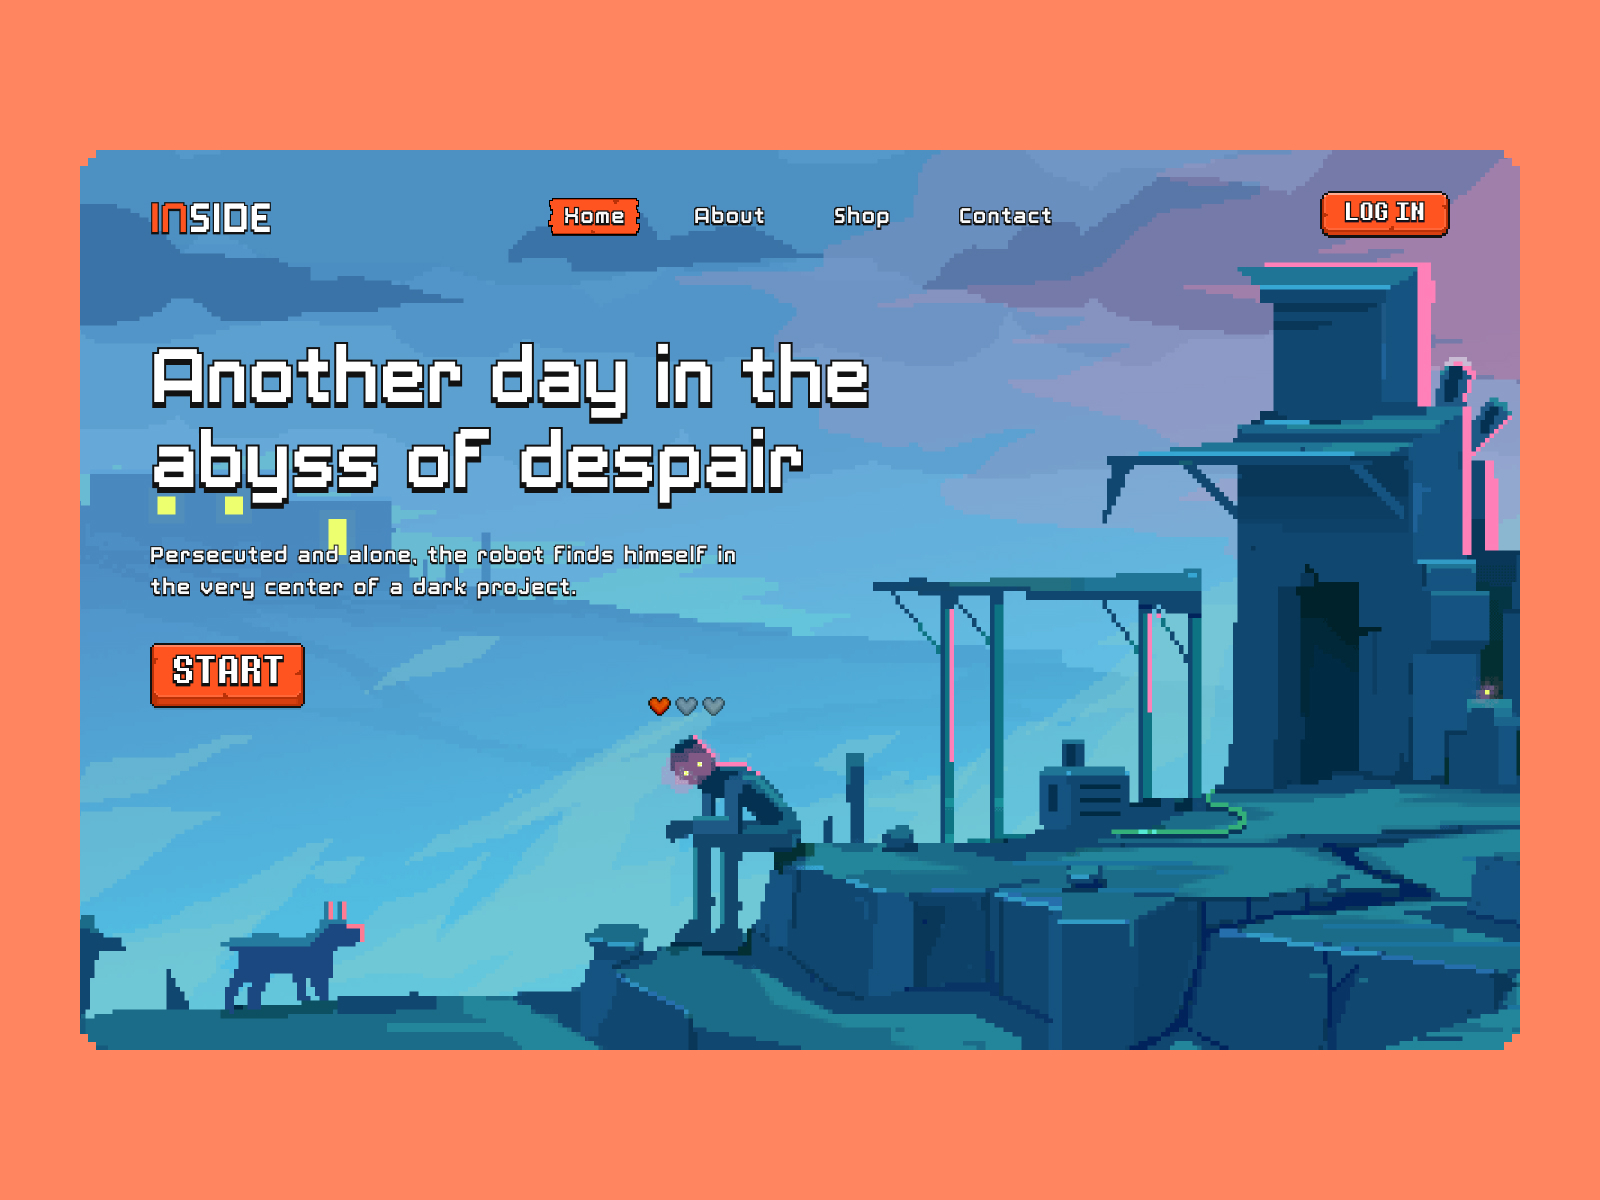 INSIDE
Home
About
Shop
Contact
LOG IN
Another day in the
abyss of despair
Persecuted and alone, the robot finds himself in
the very center of a dark project.
START